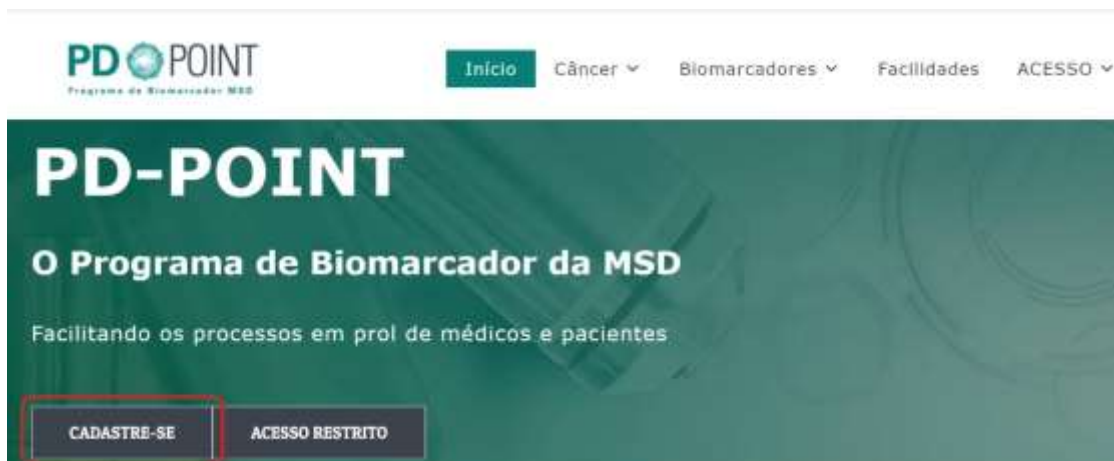 PD POINT
Programa de Biomarcador MSD
Início Câncer Biomarcadores Facilidades ACESSO
PD-POINT
O Programa de Biomarcador da MSD
Facilitando os processos em prol de médicos e pacientes
CADASTRE-SE ACESSO RESTRITO